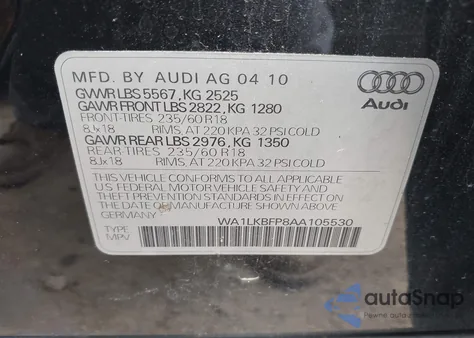 MFD. BY AUDI AG 04 10
GVWR LBS 5567, KG 2525
GAWR FRONT LBS 2822, KG 1280
FRONT-TIRES 235/60 R18
8Jx18 RIMS, AT 220 KPA 32 PSI COLD
GAWR REAR LBS 2976, KG 1350
REAR-TIRES 235/60 R18
8Jx18 RIMS, AT 220 KPA 32 PSI COLD
THIS VEHICLE CONFORMS TO ALL APPLICABLE
U.S FEDERAL MOTOR VEHICLE SAFETY AND
THEFT PREVENTION STANDARDS IN EFFECT ON
THE DATE OF MANUFACTURE SHOWN ABOVE
GERMANY
WA1LKBFP8AA105530
TYPE
MPV
Audi
autoSnap
Pewne auto